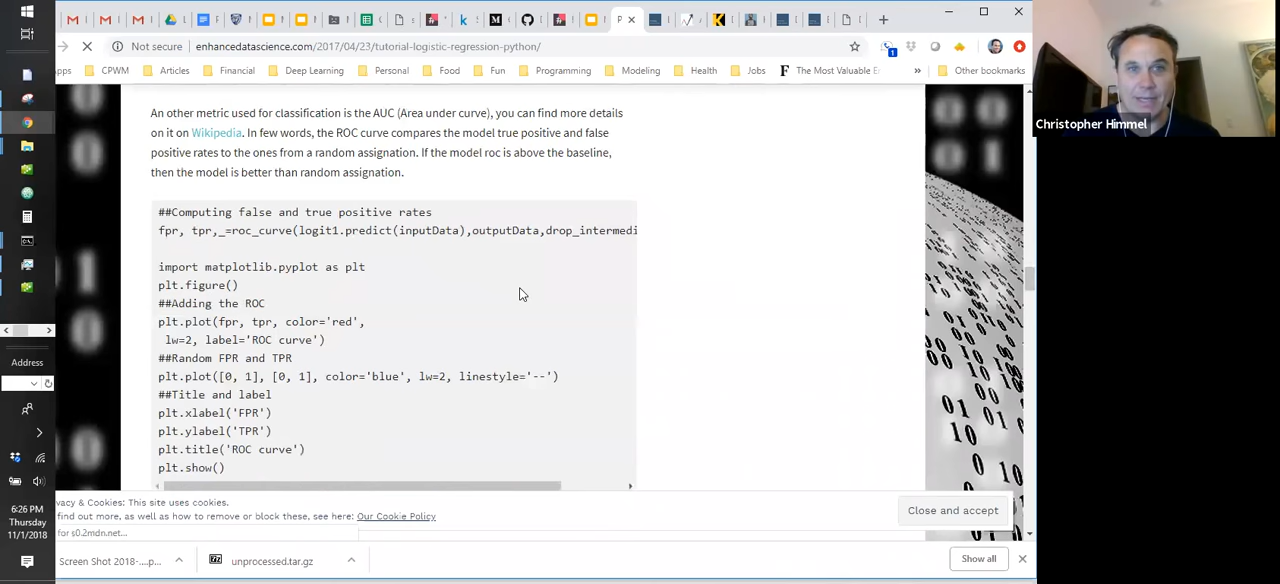 Not secure
enhancedatascience.com/2017/04/23/tutorial-logistic-regression-python/
1
pps CPWM Articles Financial Deep Learning Personal Food Fun Programming Modeling Health Jobs F The Most Valuable E » Other bookmarks
Christopher Himmel
An other metric used for classification is the AUC (Area under curve), you can find more details
on it on Wikipedia. In few words, the ROC curve compares the model true positive and false
positive rates to the ones from a random assignation. If the model roc is above the baseline,
then the model is better than random assignation.
##Computing false and true positive rates
fpr, tpr,_=roc_curve(logit1.predict(inputData),outputData,drop_intermedi
import matplotlib.pyplot as plt
plt.figure()
##Adding the ROC
plt.plot(fpr, tpr, color='red',
lw=2, label='ROC curve')
##Random FPR and TPR
plt.plot([0, 1], [0, 1], color='blue', lw=2, linestyle='--')
##Title and label
plt.xlabel('FPR')
plt.ylabel('TPR')
plt.title('ROC curve')
plt.show()
vacy & Cookies: This site uses cookies.
find out more, as well as how to remove or block these, see here: Our Cookie Policy
Close and accept
for s0.2mdn.net...
Screen Shot 2018-....p...
unprocessed.tar.gz
Show all
Address
6:26 PM
Thursday
11/1/2018